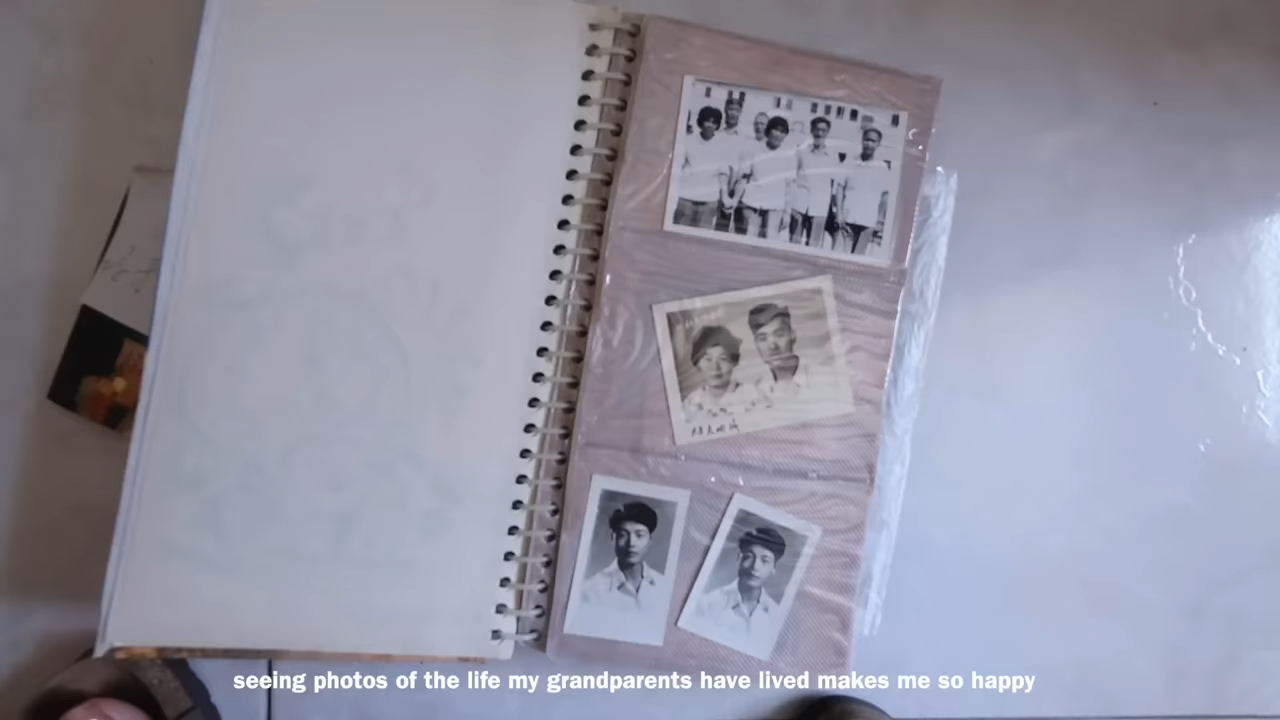 seeing photos of the life my grandparents have lived makes me so happy